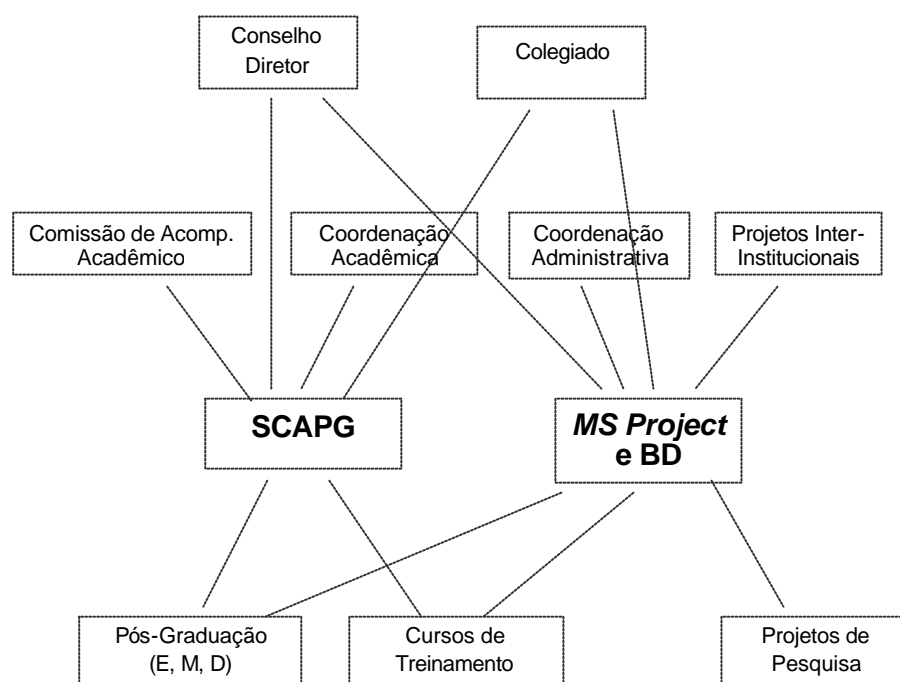 Conselho
Diretor
Colegiado
Comissão de Acomp.
Acadêmico
Coordenação
Acadêmica
Coordenação
Administrativa
Projetos Inter-
Institucionais
SCAPG
MS Project
e BD
Pós-Graduação
(E, M, D)
Cursos de
Treinamento
Projetos de
Pesquisa